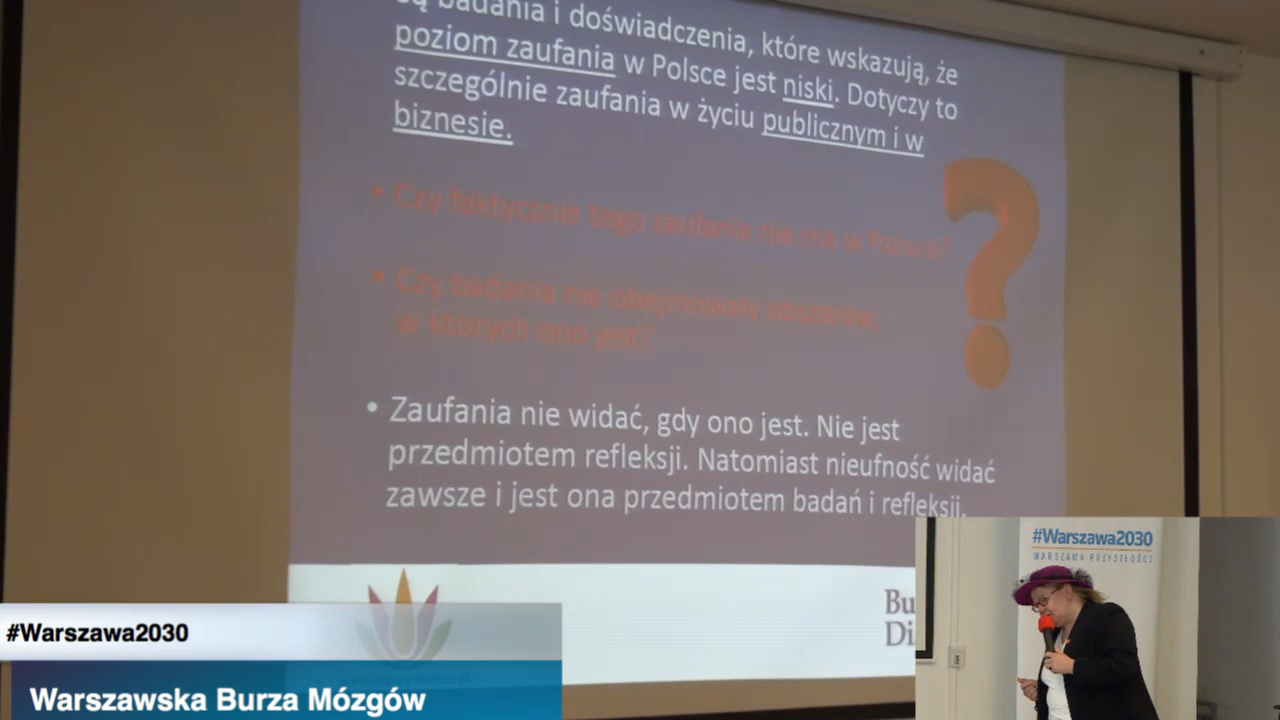 są badania i doświadczenia, które wskazują, że
poziom zaufania w Polsce jest niski. Dotyczy to
szczególnie zaufania w życiu publicznym i w
biznesie.
• Czy faktycznie tego zaufania nie ma w Polsce?
• Czy badania nie obejmowały obszarów,
w których ono jest?
?
• Zaufania nie widać, gdy ono jest. Nie jest
przedmiotem refleksji. Natomiast nieufność widać
zawsze i jest ona przedmiotem badań i refleksji.
Bu
Di
#Warszawa2030
WARSZAWA PRZYSZŁOŚCI
#Warszawa2030
Warszawska Burza Mózgów